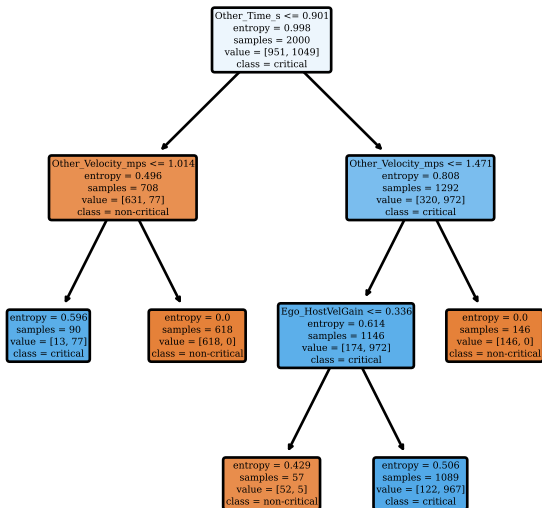 Other_Time_s <= 0.901
entropy = 0.998
samples = 2000
value = [951, 1049]
class = critical
Other_Velocity_mps <= 1.014
entropy = 0.496
samples = 708
value = [631, 77]
class = non-critical
Other_Velocity_mps <= 1.471
entropy = 0.808
samples = 1292
value = [320, 972]
class = critical
entropy = 0.596
samples = 90
value = [13, 77]
class = critical
entropy = 0.0
samples = 618
value = [618, 0]
class = non-critical
Ego_HostVelGain <= 0.336
entropy = 0.614
samples = 1146
value = [174, 972]
class = critical
entropy = 0.0
samples = 146
value = [146, 0]
class = non-critical
entropy = 0.429
samples = 57
value = [52, 5]
class = non-critical
entropy = 0.506
samples = 1089
value = [122, 967]
class = critical